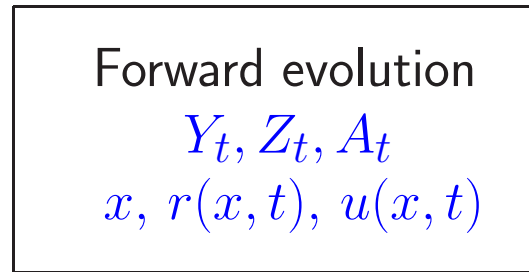 Forward evolution
Y_t, Z_t, A_t
x, r(x, t), u(x, t)